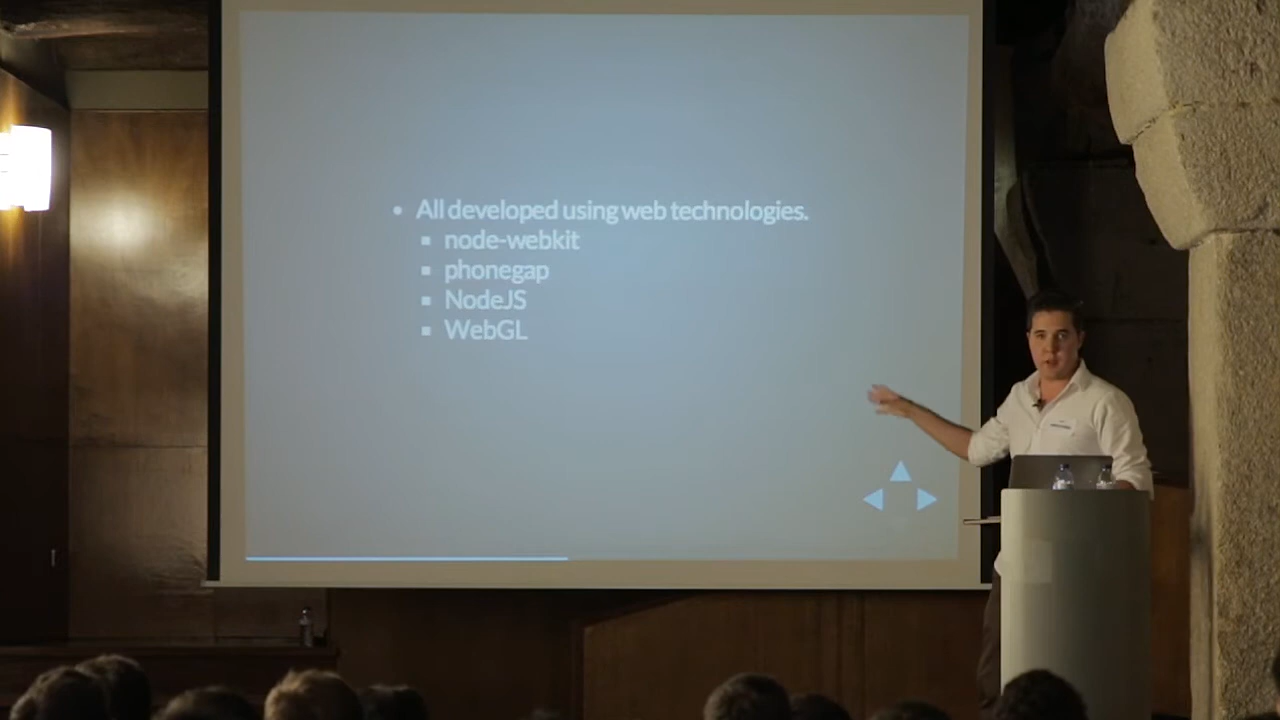 All developed using web technologies.
node-webkit
phonegap
NodeJS
WebGL